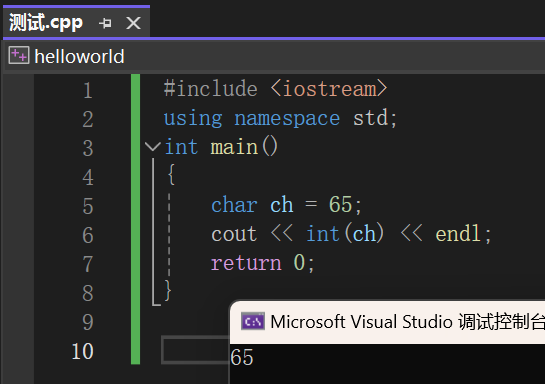 测试.cpp
helloworld
1 #include <iostream>
2 using namespace std;
3 int main()
4 {
5 char ch = 65;
6 cout << int(ch) << endl;
7 return 0;
8 }
9
10
C:\ Microsoft Visual Studio 调试控制台
65